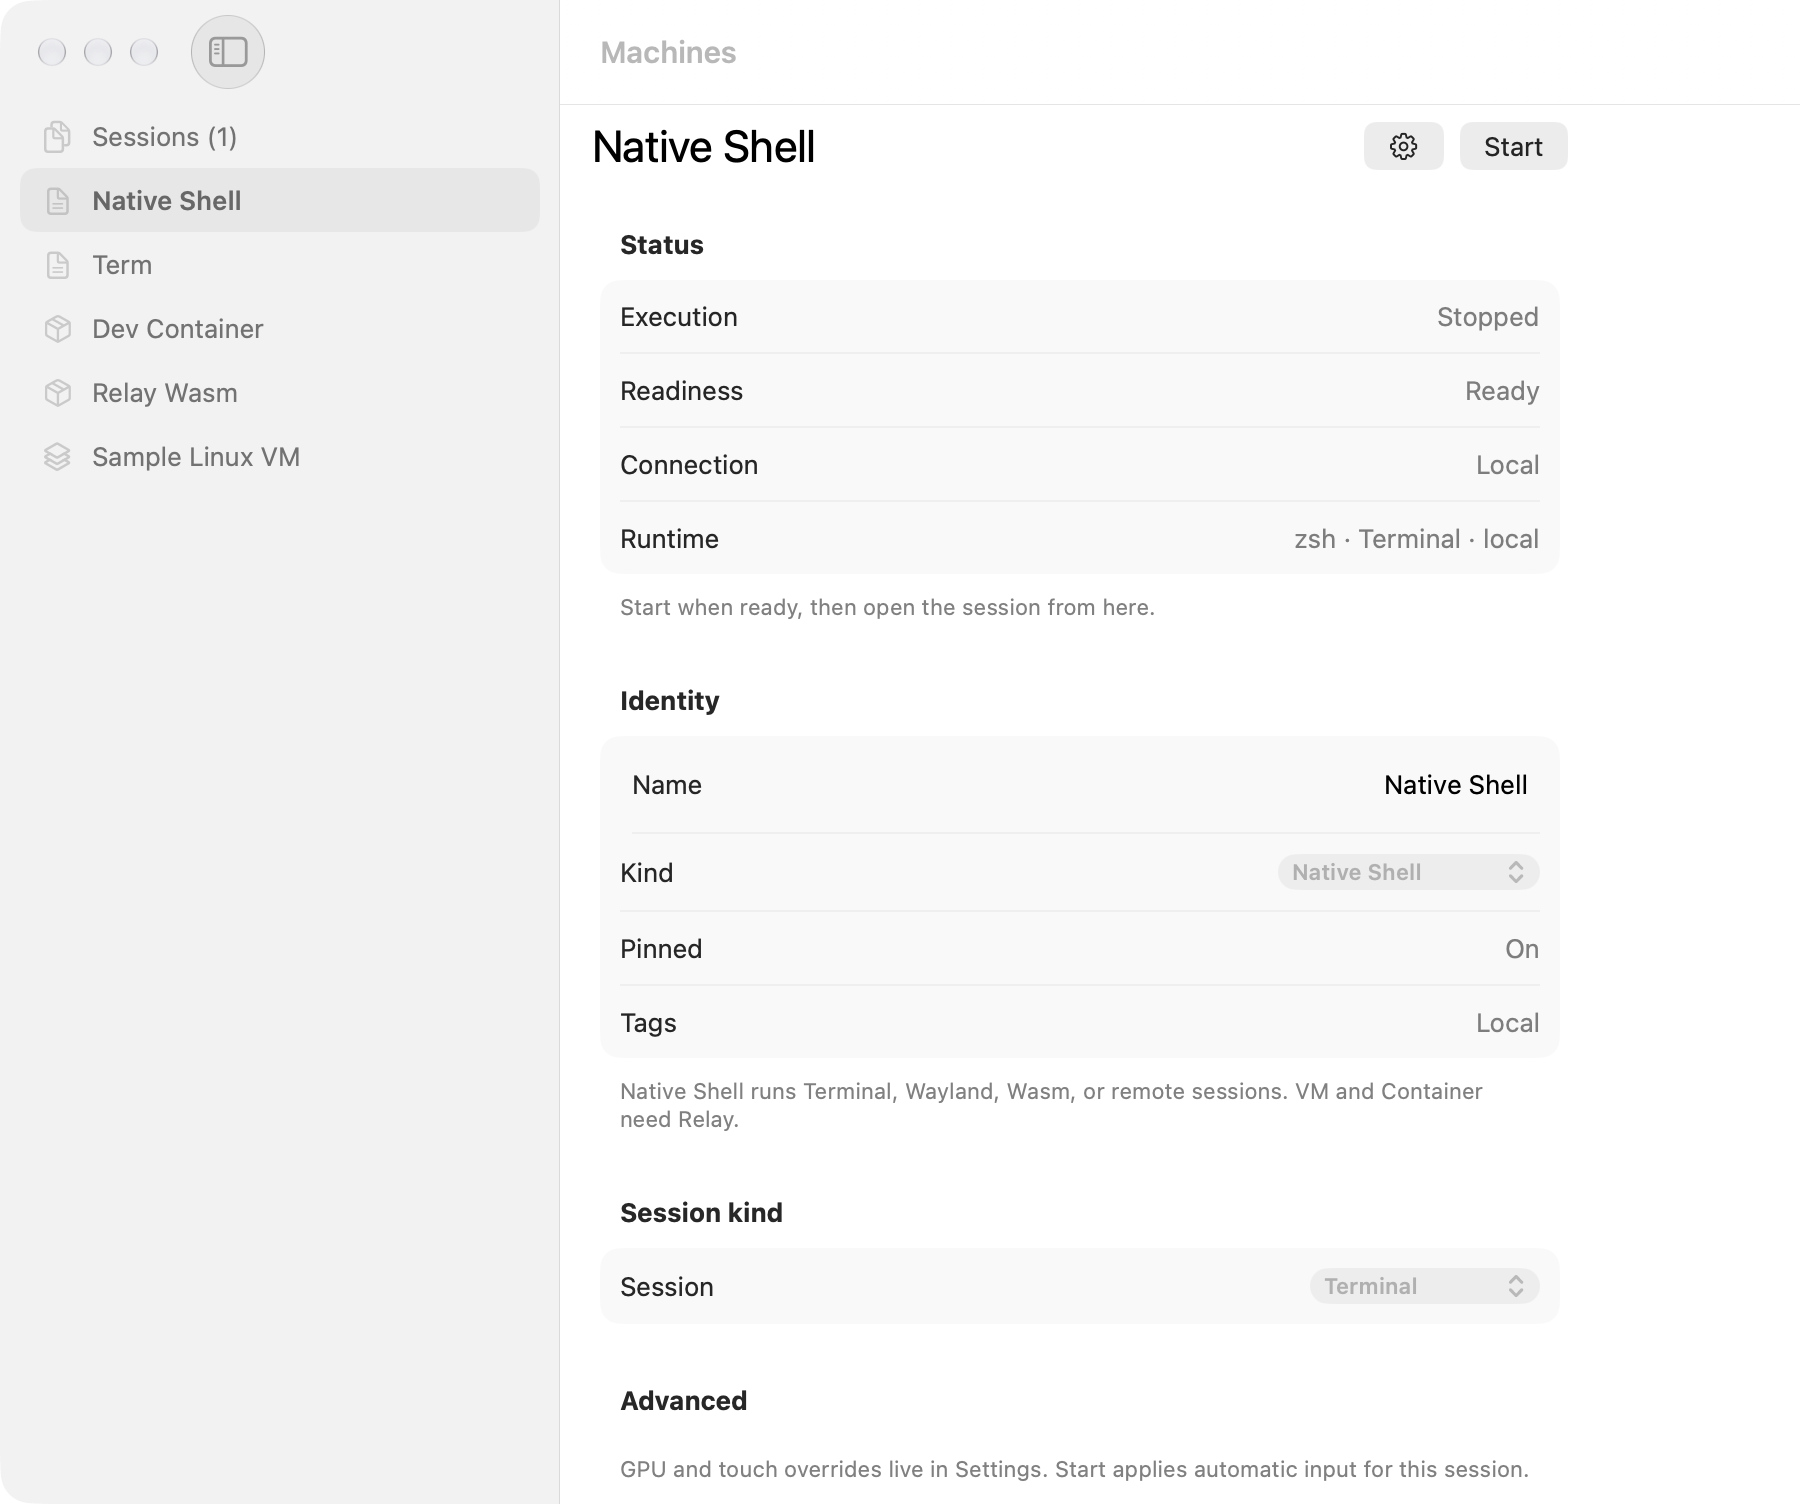 Machines
Sessions (1)
Native Shell
Term
Dev Container
Relay Wasm
Sample Linux VM
Native Shell
Start
Status
Execution Stopped
Readiness Ready
Connection Local
Runtime zsh · Terminal · local
Start when ready, then open the session from here.
Identity
Name Native Shell
Kind Native Shell
Pinned On
Tags Local
Native Shell runs Terminal, Wayland, Wasm, or remote sessions. VM and Container
need Relay.
Session kind
Session Terminal
Advanced
GPU and touch overrides live in Settings. Start applies automatic input for this session.